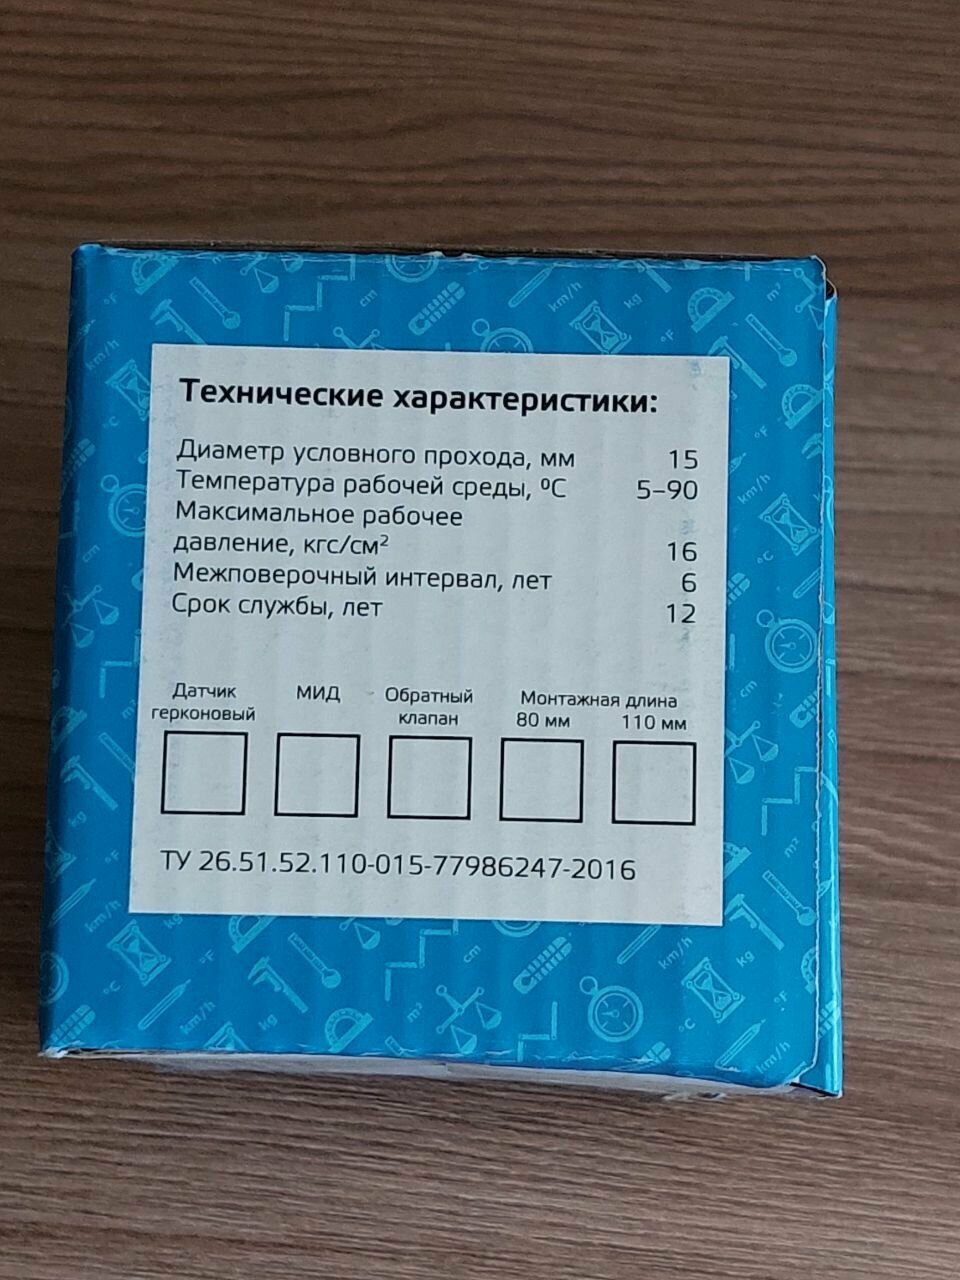 Технические характеристики:
Диаметр условного прохода, мм 15
Температура рабочей среды, ºС 5–90
Максимальное рабочее
давление, кгс/см² 16
Межповерочный интервал, лет 6
Срок службы, лет 12
Датчик герконовый
МИД
Обратный клапан
Монтажная длина
80 мм 110 мм
ТУ 26.51.52.110-015-77986247-2016